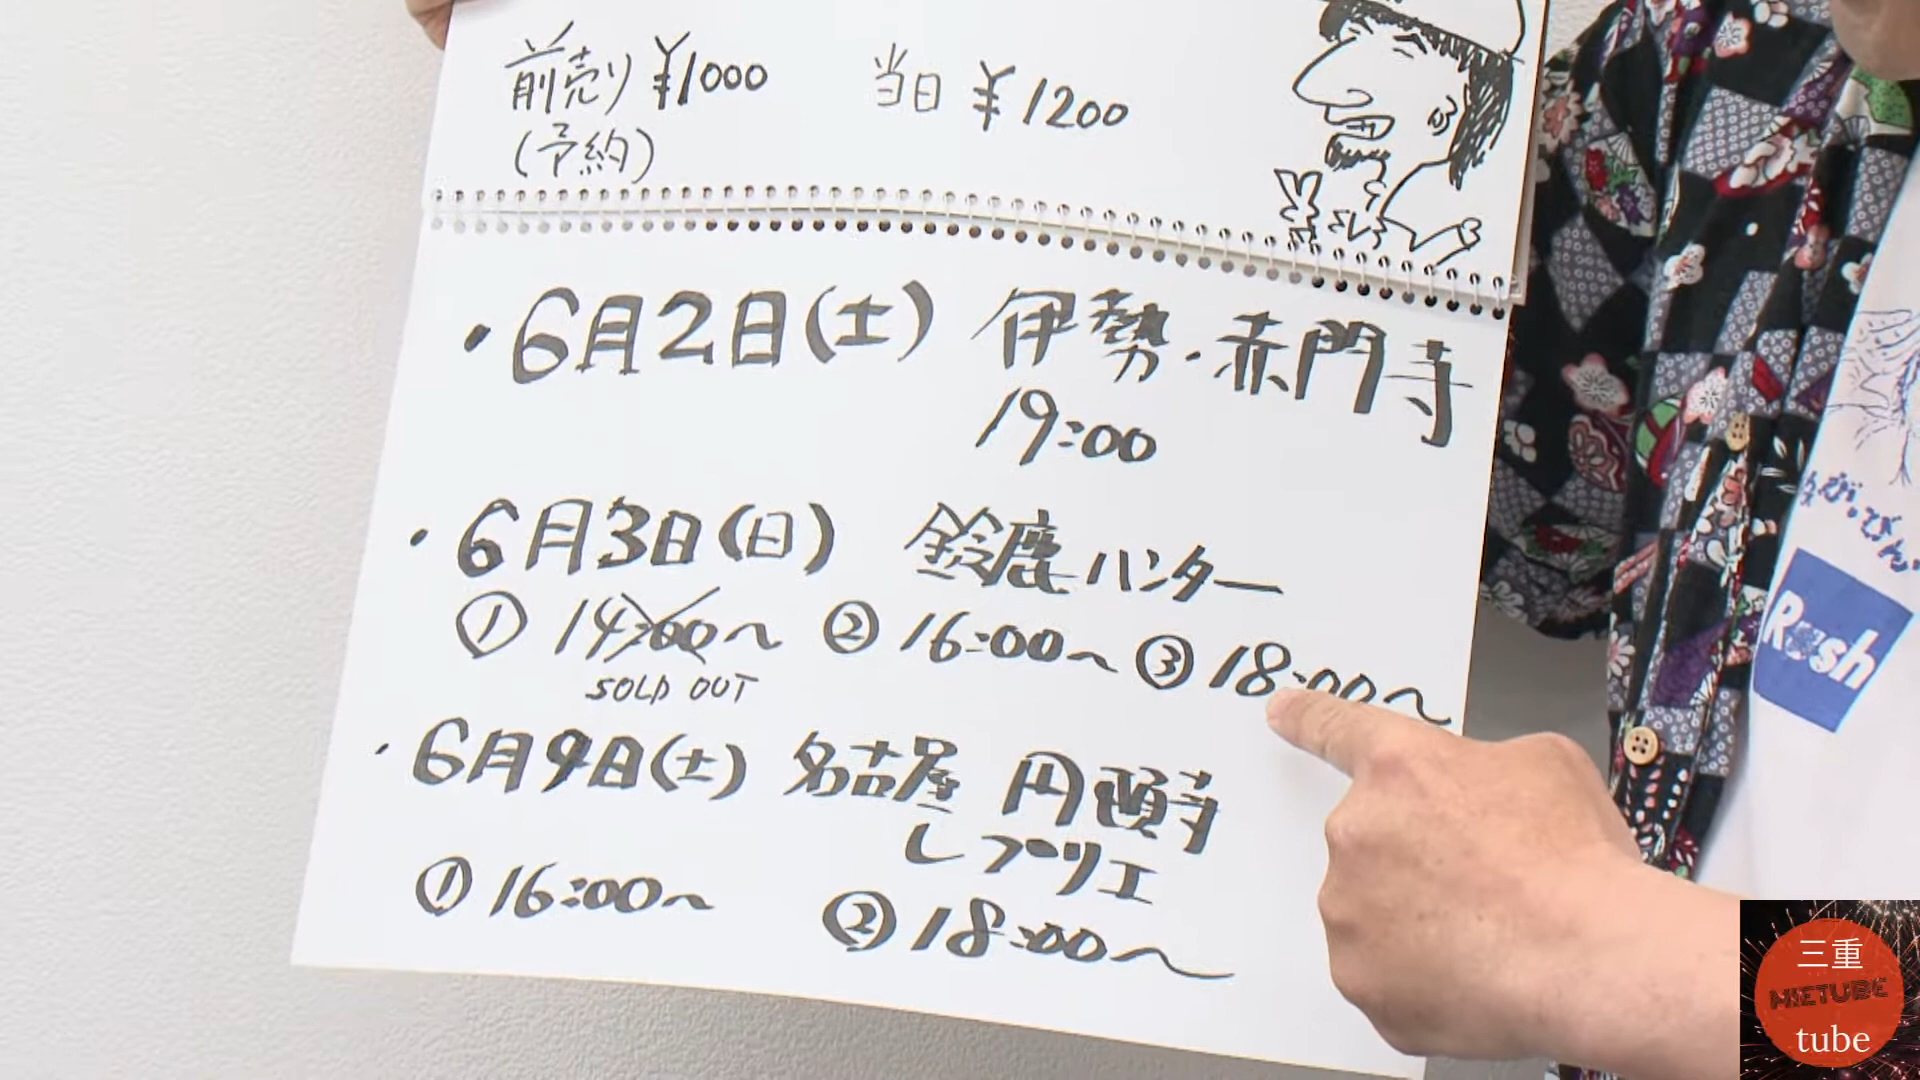 前売り ¥1000 当日 ¥1200
(予約)
・6月2日(土) 伊勢・赤門寺
19:00
・6月3日(日) 鈴鹿ハンター
① 14:00〜 ② 16:00〜 ③ 18:00〜
SOLD OUT
・6月9日(土) 名古屋 円頓寺
レプリエ
① 16:00〜 ② 18:00〜
Rush
三重
MIETUBE
tube